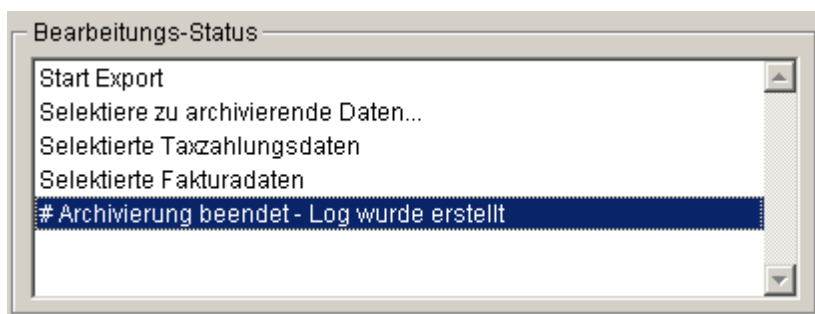 Bearbeitungs-Status
Start Export
Selektiere zu archivierende Daten...
Selektierte Taxzahlungsdaten
Selektierte Fakturadaten
# Archivierung beendet - Log wurde erstellt